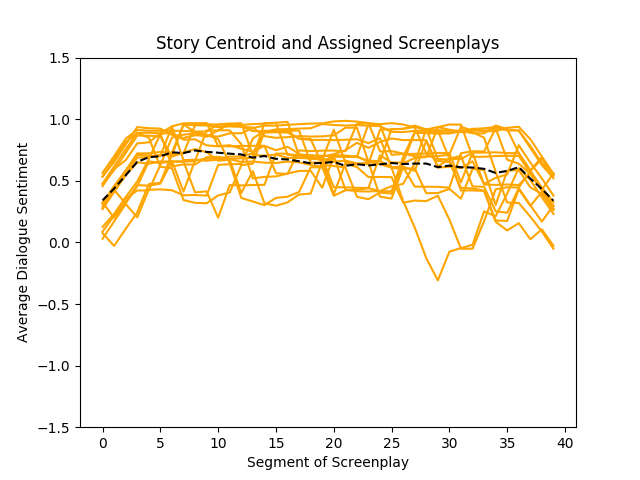 Story Centroid and Assigned Screenplays
1.5
1.0
0.5
0.0
−0.5
−1.0
−1.5
Average Dialogue Sentiment
0 5 10 15 20 25 30 35 40
Segment of Screenplay